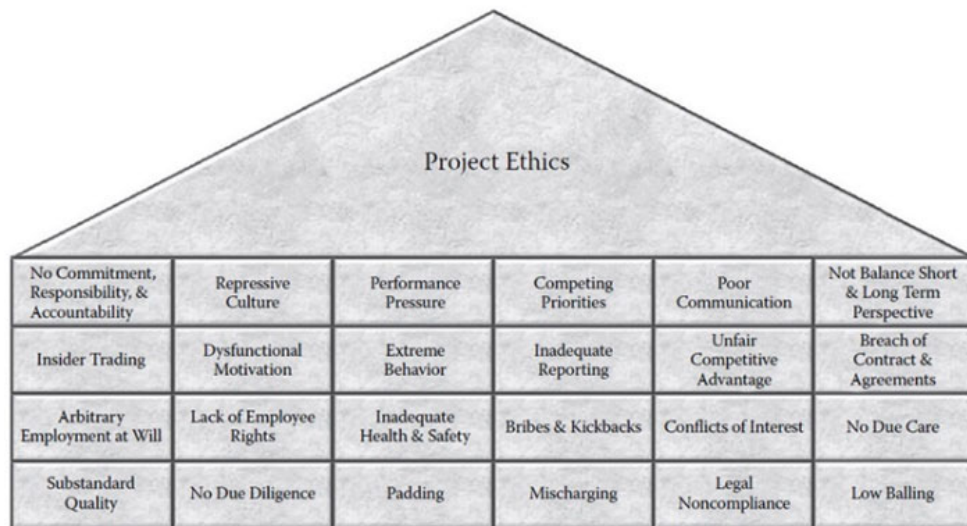 Project Ethics
No Commitment,
Responsibility, &
Accountability
Repressive
Culture
Performance
Pressure
Competing
Priorities
Poor
Communication
Not Balance Short
& Long Term
Perspective
Insider Trading
Dysfunctional
Motivation
Extreme
Behavior
Inadequate
Reporting
Unfair
Competitive
Advantage
Breach of
Contract &
Agreements
Arbitrary
Employment at Will
Lack of Employee
Rights
Inadequate
Health & Safety
Bribes & Kickbacks
Conflicts of Interest
No Due Care
Substandard
Quality
No Due Diligence
Padding
Mischarging
Legal
Noncompliance
Low Balling